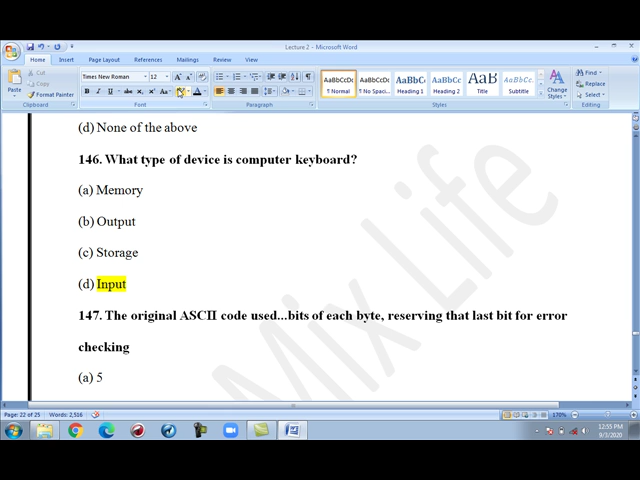 Lecture 2 - Microsoft Word
Home Insert Page Layout References Mailings Review View
Cut
Copy
Format Painter
Paste
Clipboard
Times New Roman 12
Font
Paragraph
AaBbCcDc AaBbCcDc AaBbC AaBbCc AaB AaBbCc.
¶ Normal ¶ No Spaci... Heading 1 Heading 2 Title Subtitle
Change Styles
Styles
Find
Replace
Select
Editing
(d) None of the above
146. What type of device is computer keyboard?
(a) Memory
(b) Output
(c) Storage
(d) Input
147. The original ASCII code used...bits of each byte, reserving that last bit for error
checking
(a) 5
Mix Life
Page: 22 of 25 Words: 2,516
170%
12:55 PM
9/3/2020